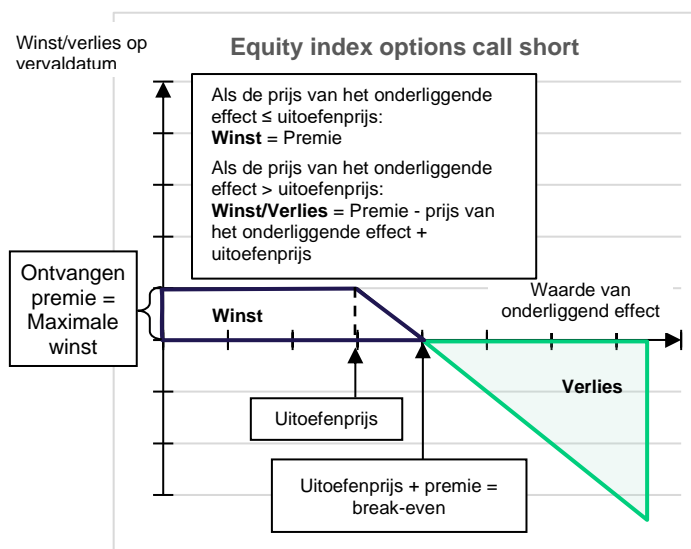 Winst/verlies op
vervaldatum
Equity index options call short
Als de prijs van het onderliggende
effect ≤ uitoefenprijs:
Winst = Premie
Als de prijs van het onderliggende
effect > uitoefenprijs:
Winst/Verlies = Premie - prijs van
het onderliggende effect +
uitoefenprijs
Ontvangen
premie =
Maximale
winst
Winst
Waarde van
onderliggend effect
Verlies
Uitoefenprijs
Uitoefenprijs + premie =
break-even